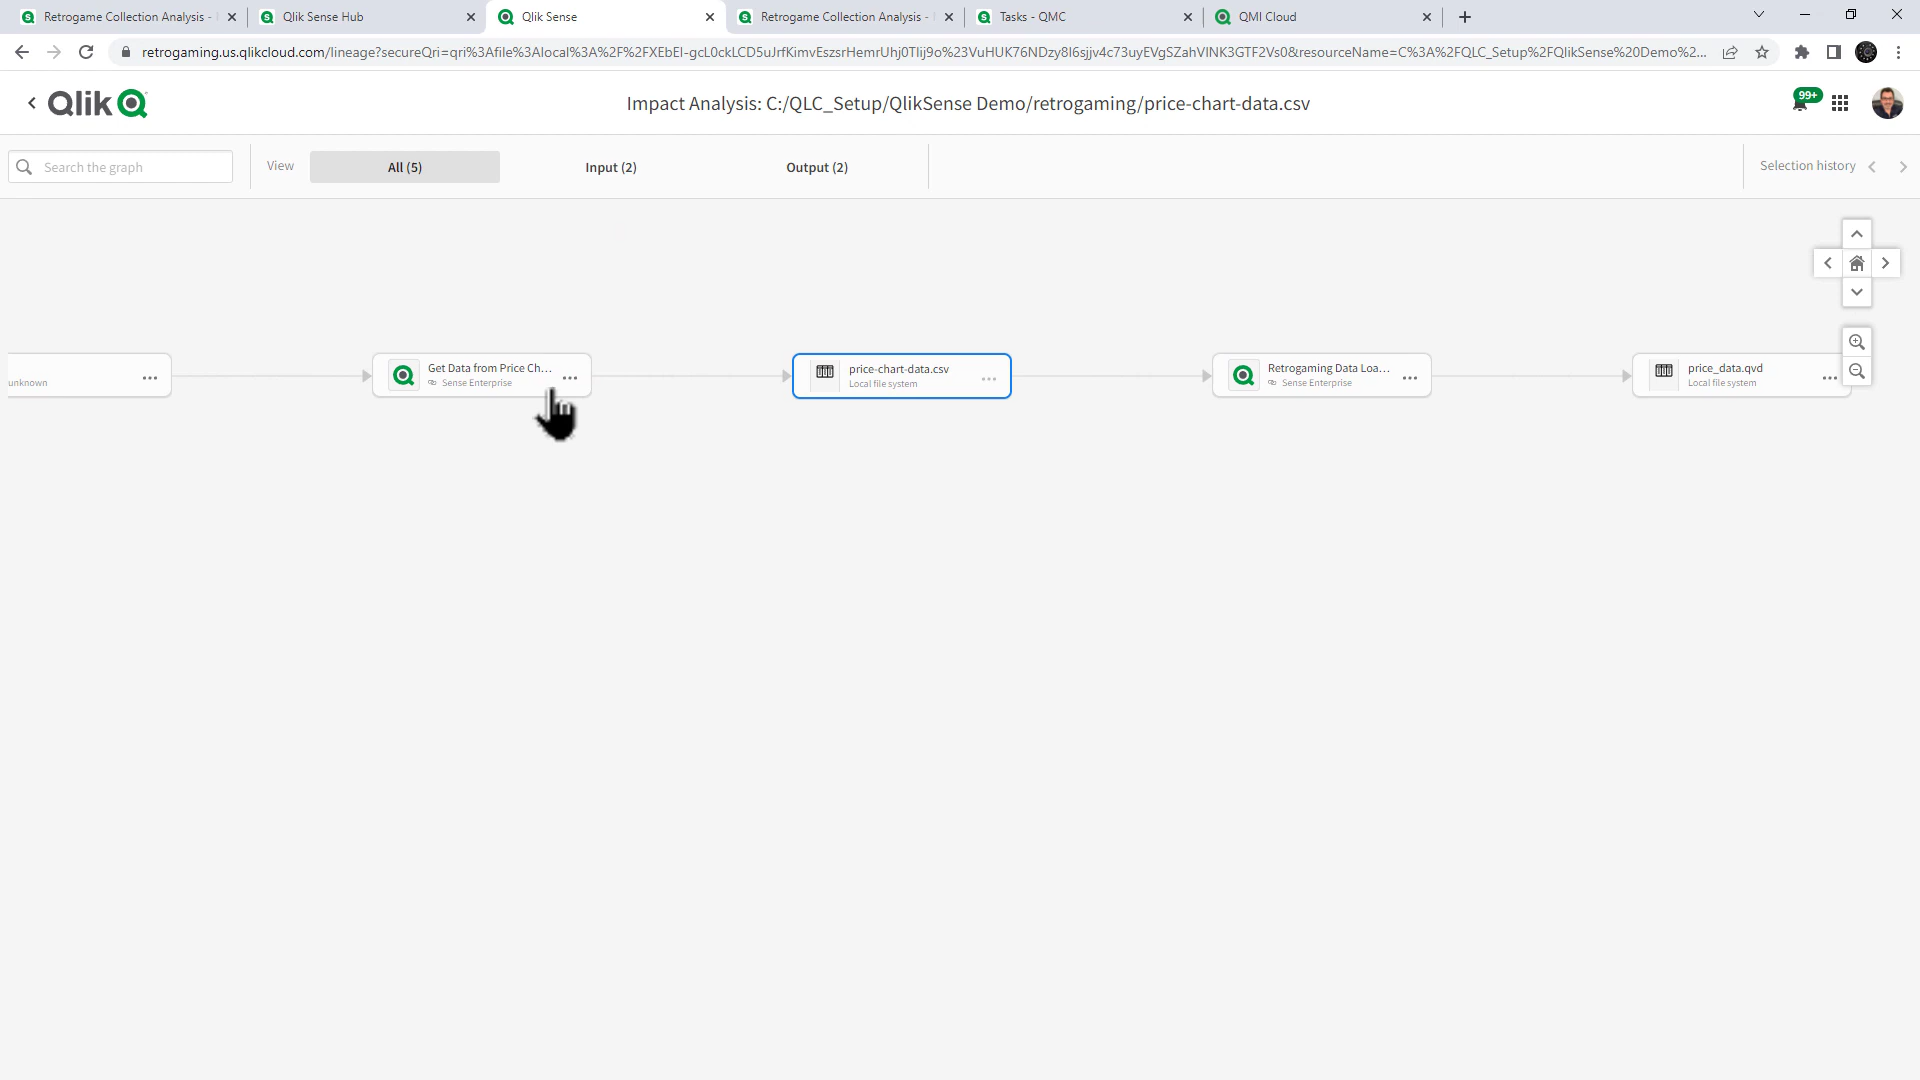 Retrogame Collection Analysis -
Qlik Sense Hub
Qlik Sense
Retrogame Collection Analysis -
Tasks - QMC
QMI Cloud
retrogaming.us.qlikcloud.com/lineage?secureQri=qri%3Afile%3Alocal%3A%2F%2FXEbEI-gcL0ckLCD5uJrfKimvEszsrHemrUhj0TIij9o%23VuHUK76NDzy8I6sjjv4c73uyEVgSZahVINK3GTF2Vs0&resourceName=C%3A%2FQLC_Setup%2FQlikSense%20Demo%2...
Qlik
Impact Analysis: C:/QLC_Setup/QlikSense Demo/retrogaming/price-chart-data.csv
99+
Search the graph
View
All (5)
Input (2)
Output (2)
Selection history
unknown
Get Data from Price Ch...
Sense Enterprise
price-chart-data.csv
Local file system
Retrogaming Data Loa...
Sense Enterprise
price_data.qvd
Local file system